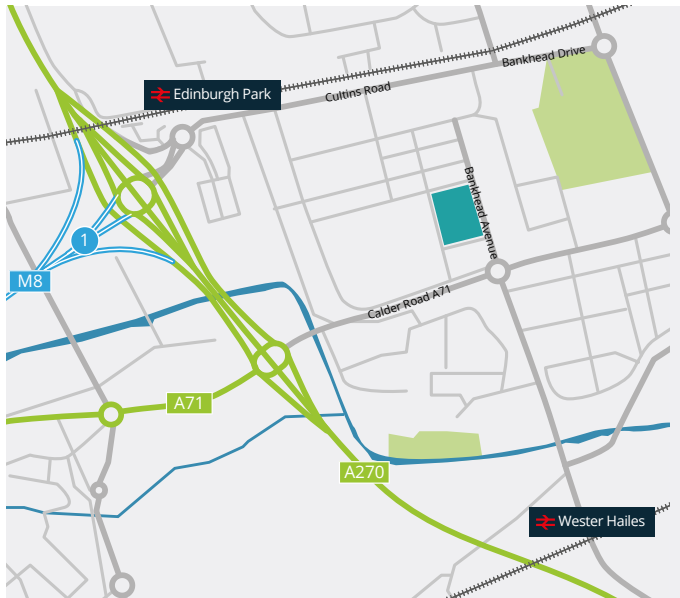 Bankhead Drive
Edinburgh Park
Cultins Road
Bankhead Avenue
1
M8
Calder Road A71
A71
A270
Wester Hailes